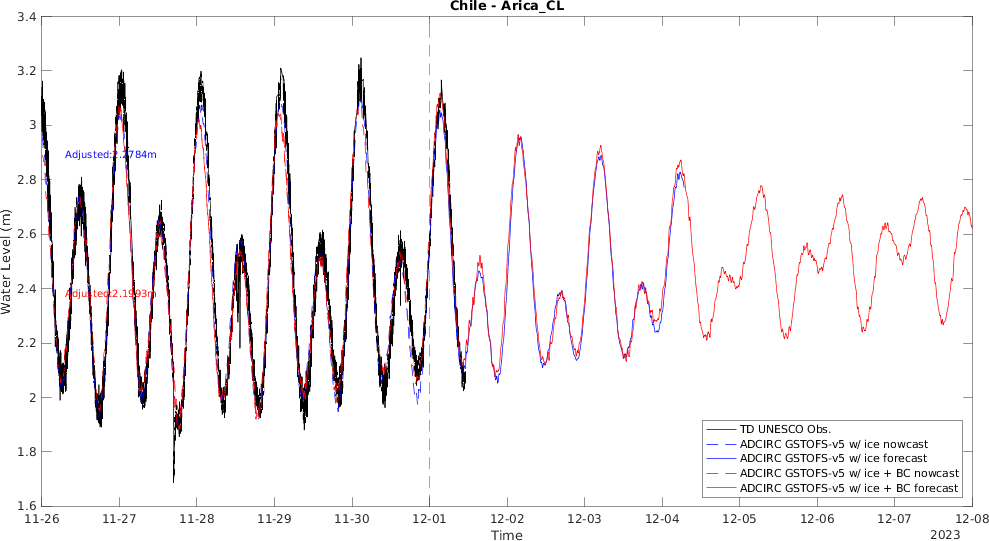 Chile - Arica_CL
3.4
3.2
3
2.8
2.6
2.4
2.2
2
1.8
1.6
Water Level (m)
Adjusted:2.2784m
Adjusted:2.1993m
TD UNESCO Obs.
ADCIRC GSTOFS-v5 w/ ice nowcast
ADCIRC GSTOFS-v5 w/ ice forecast
ADCIRC GSTOFS-v5 w/ ice + BC nowcast
ADCIRC GSTOFS-v5 w/ ice + BC forecast
11-26 11-27 11-28 11-29 11-30 12-01 12-02 12-03 12-04 12-05 12-06 12-07 12-08
Time 2023